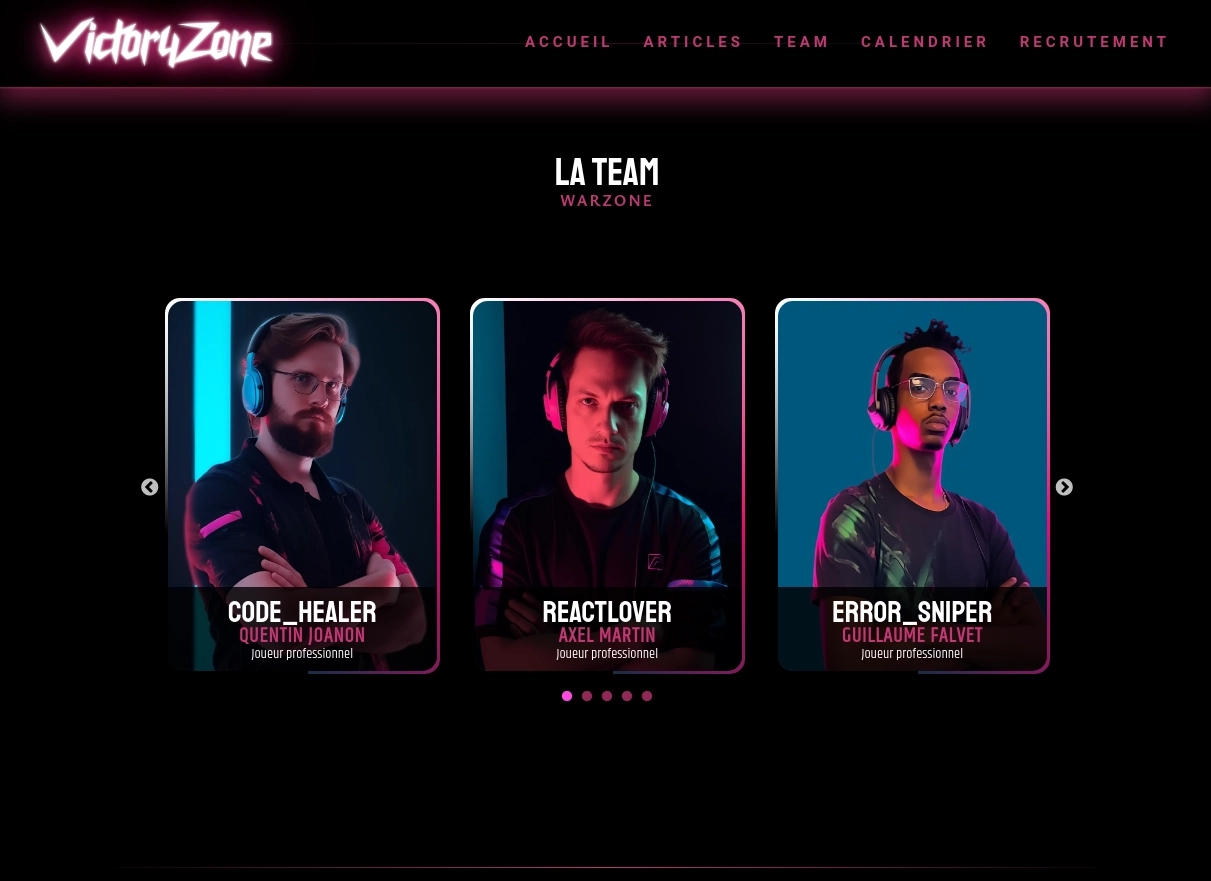 VictoryZone
ACCUEIL ARTICLES TEAM CALENDRIER RECRUTEMENT
LA TEAM
WARZONE
CODE_HEALER
QUENTIN JOANON
Joueur professionnel
REACTLOVER
AXEL MARTIN
Joueur professionnel
ERROR_SNIPER
GUILLAUME FALVET
Joueur professionnel